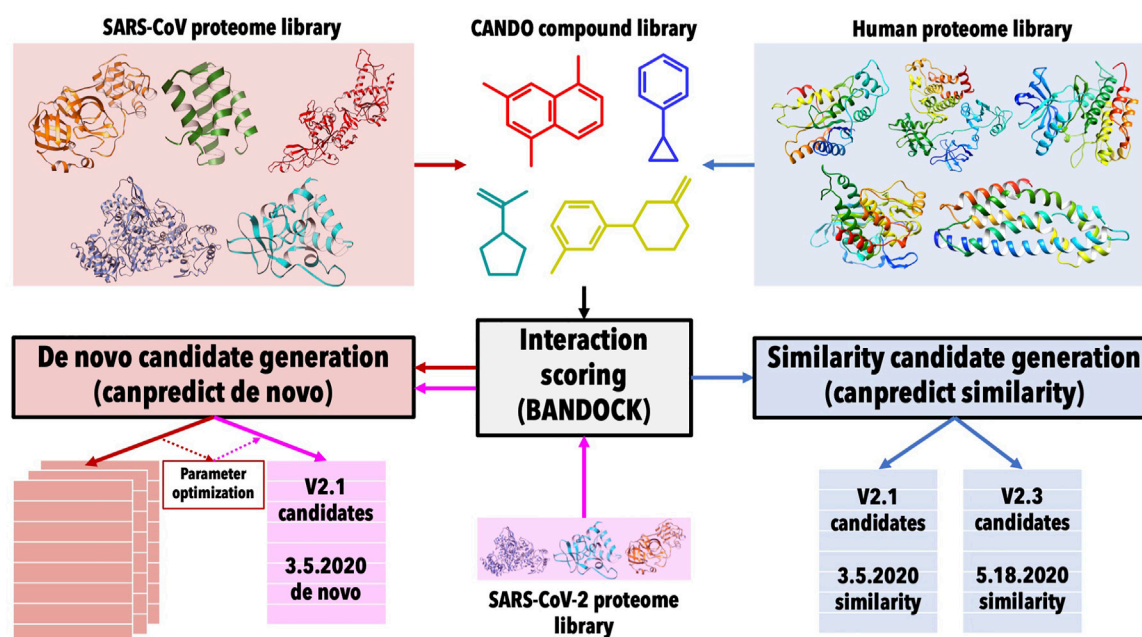 SARS-CoV proteome library
CANDO compound library
Human proteome library
De novo candidate generation
(canpredict de novo)
Interaction
scoring
(BANDOCK)
Similarity candidate generation
(canpredict similarity)
Parameter
optimization
V2.1
candidates
3.5.2020
de novo
SARS-CoV-2 proteome
library
V2.1
candidates
3.5.2020
similarity
V2.3
candidates
5.18.2020
similarity